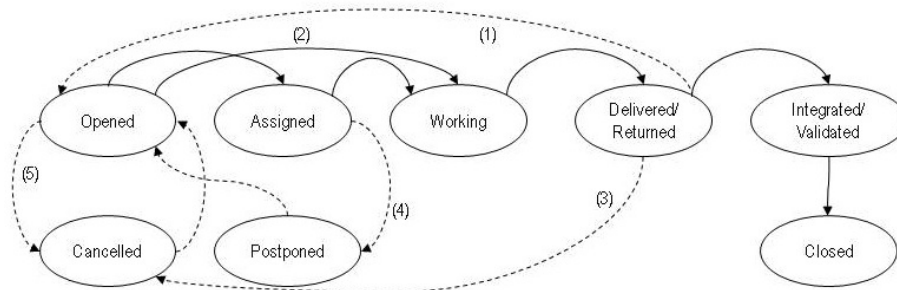 (2)
(1)
Opened
Assigned
Working
Delivered/
Returned
Integrated/
Validated
(5)
(4)
(3)
Cancelled
Postponed
Closed